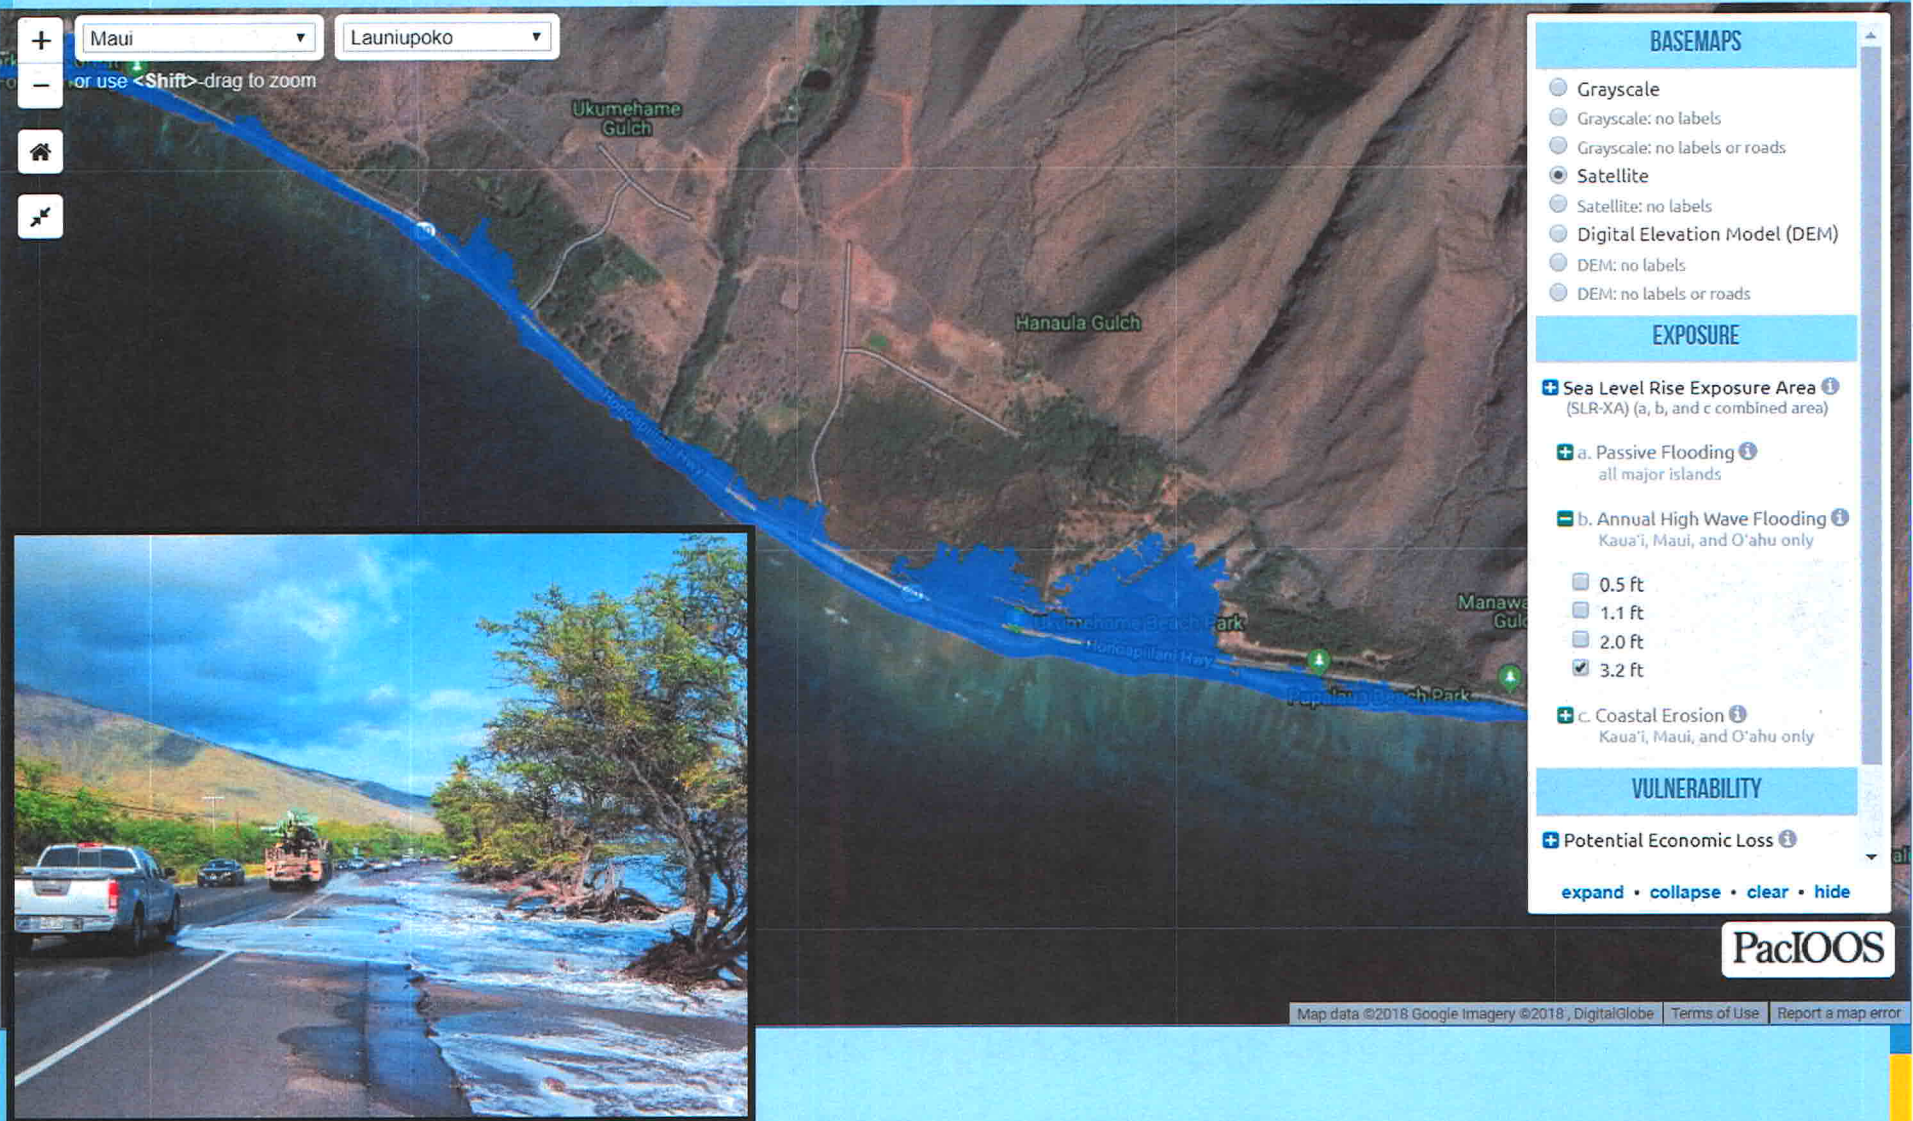 +
Maui
Launiupoko
−
or use <Shift>-drag to zoom
Ukumehame
Gulch
Hanaula Gulch
Honoapiilani Hwy
Ukumehame Beach Park
Honoapiilani Hwy
Papalaua Beach Park
Manawa
Gulc
BASEMAPS
Grayscale
Grayscale: no labels
Grayscale: no labels or roads
Satellite
Satellite: no labels
Digital Elevation Model (DEM)
DEM: no labels
DEM: no labels or roads
EXPOSURE
Sea Level Rise Exposure Area
(SLR-XA) (a, b, and c combined area)
a. Passive Flooding
all major islands
b. Annual High Wave Flooding
Kaua'i, Maui, and O'ahu only
0.5 ft
1.1 ft
2.0 ft
3.2 ft
c. Coastal Erosion
Kaua'i, Maui, and O'ahu only
VULNERABILITY
Potential Economic Loss
expand • collapse • clear • hide
PacIOOS
Map data ©2018 Google Imagery ©2018 , DigitalGlobe
Terms of Use
Report a map error